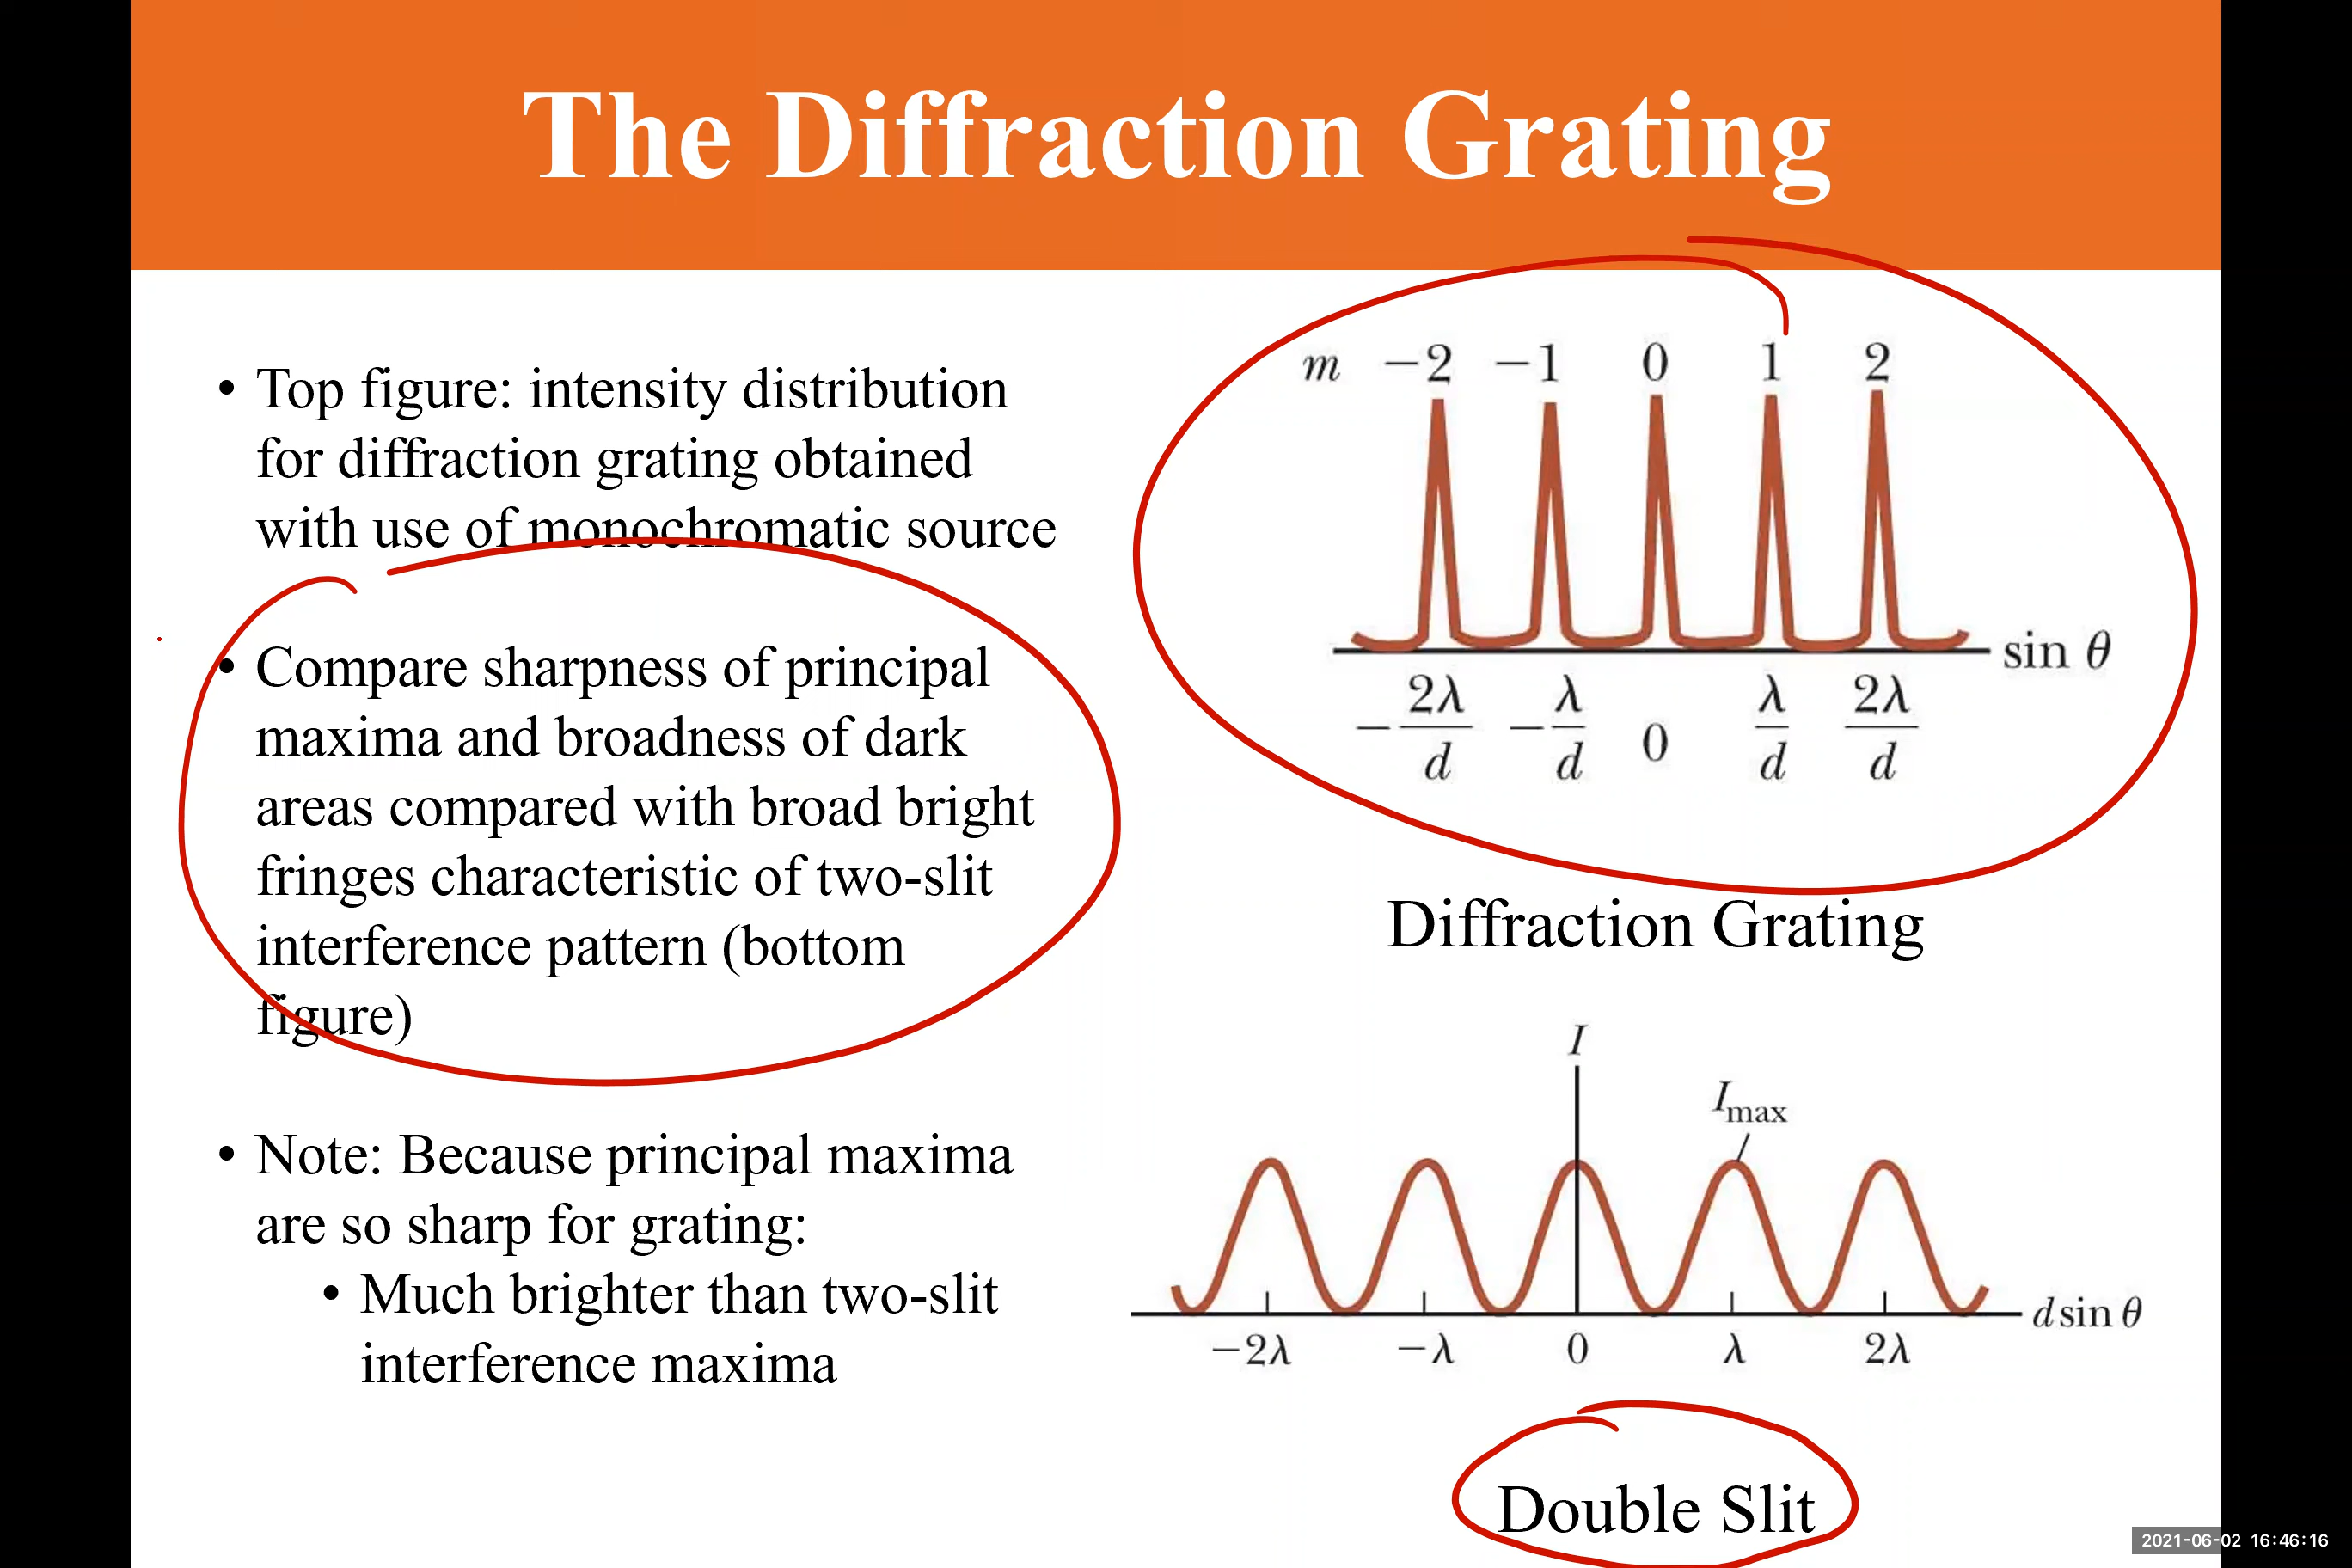 The Diffraction Grating
• Top figure: intensity distribution
for diffraction grating obtained
with use of monochromatic source
• Compare sharpness of principal
maxima and broadness of dark
areas compared with broad bright
fringes characteristic of two-slit
interference pattern (bottom
figure)
• Note: Because principal maxima
are so sharp for grating:
• Much brighter than two-slit
interference maxima
m −2 −1 0 1 2
sin θ
−2λ/d −λ/d 0 λ/d 2λ/d
Diffraction Grating
I
Imax
d sin θ
−2λ −λ 0 λ 2λ
Double Slit
2021-06-02 16:46:16